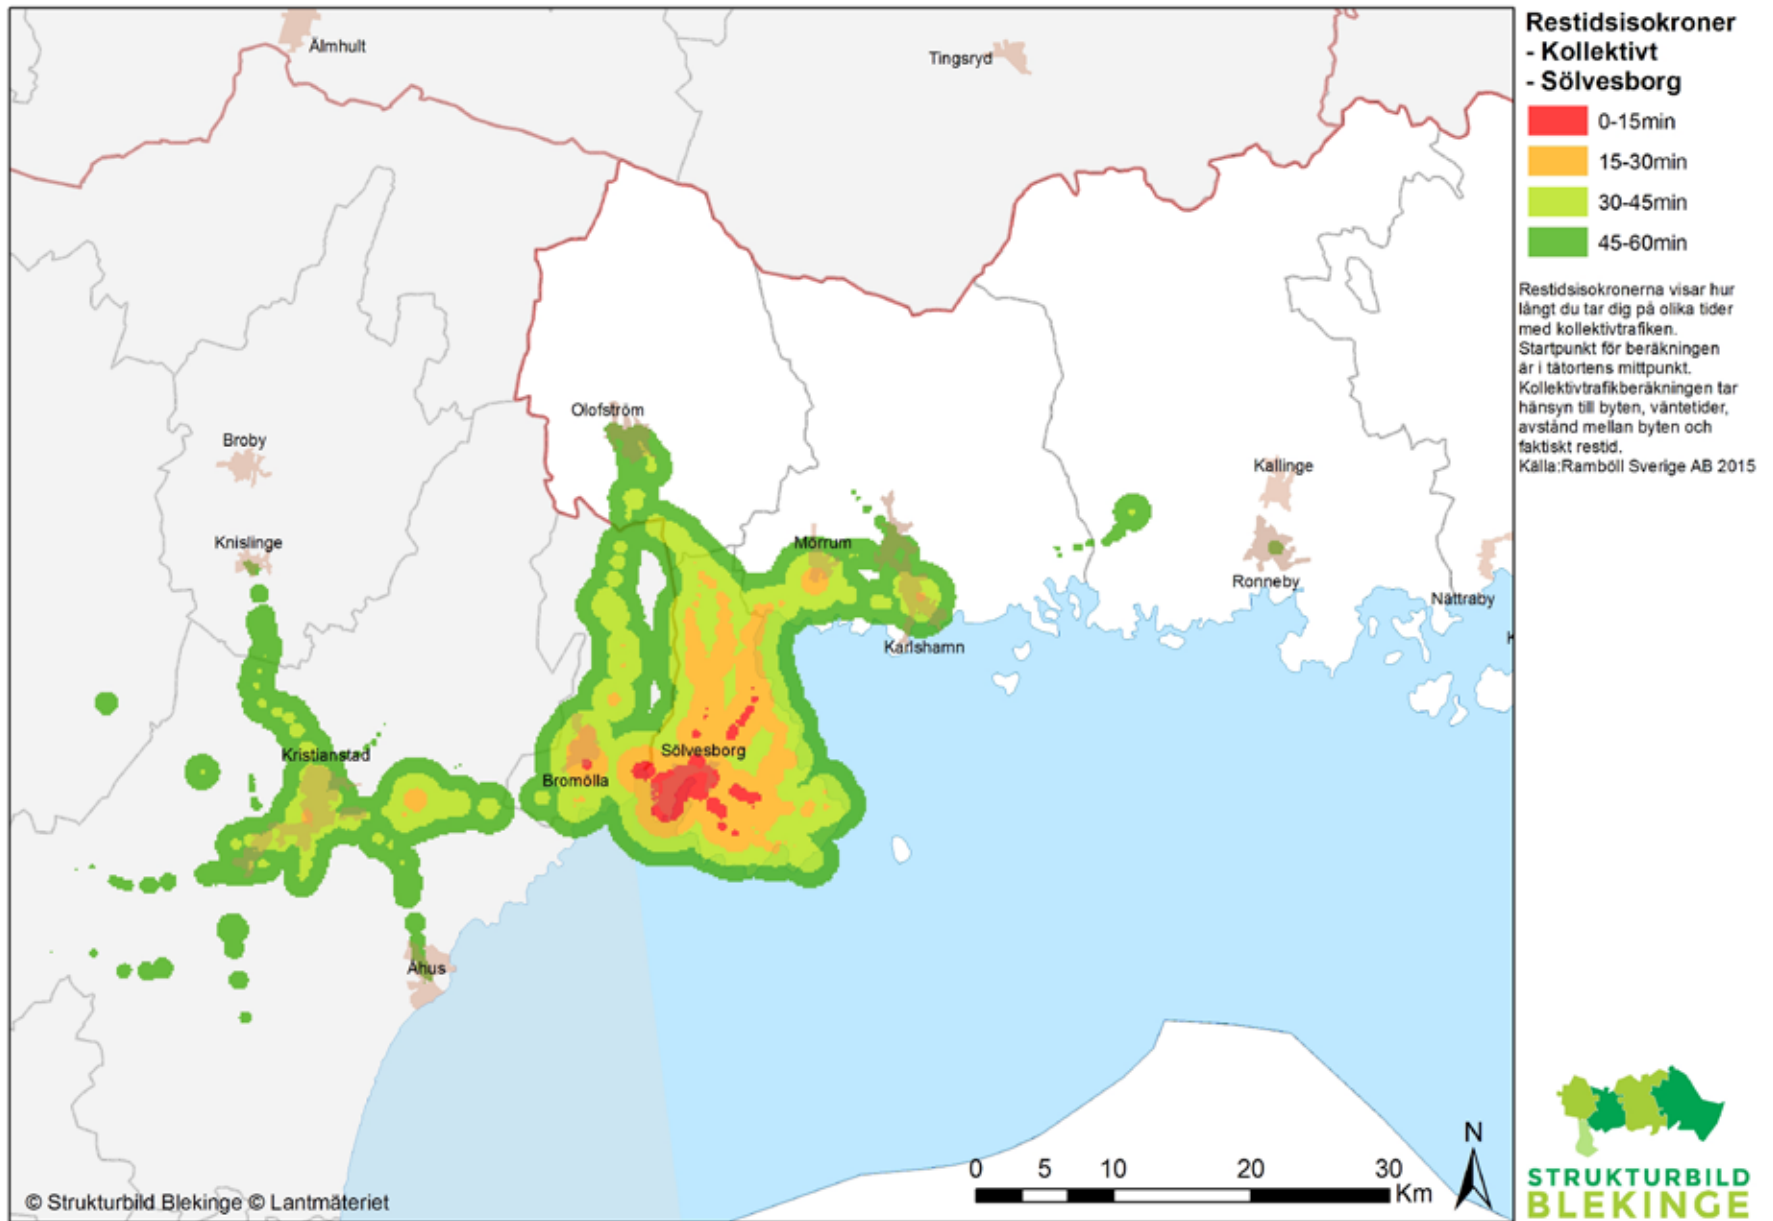 Restidsisokroner
- Kollektivt
- Sölvesborg
0-15min
15-30min
30-45min
45-60min
Restidsisokronerna visar hur
långt du tar dig på olika tider
med kollektivtrafiken.
Startpunkt för beräkningen
är i tätortens mittpunkt.
Kollektivtrafikberäkningen tar
hänsyn till byten, väntetider,
avstånd mellan byten och
faktiskt restid.
Källa:Ramböll Sverige AB 2015
Älmhult
Tingsryd
Olofström
Broby
Kallinge
Knislinge
Mörrum
Ronneby
Nättraby
K
Karlshamn
Kristianstad
Sölvesborg
Bromölla
Åhus
N
0 5 10 20 30
Km
© Strukturbild Blekinge © Lantmäteriet
STRUKTURBILD
BLEKINGE